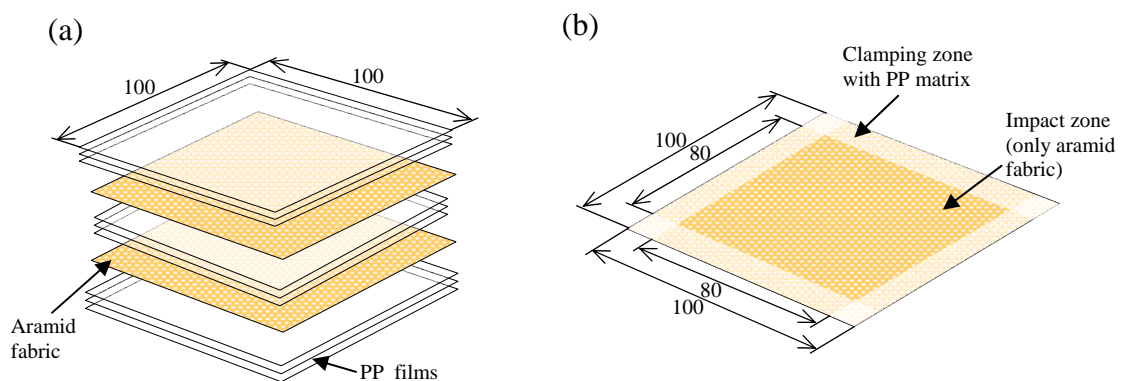 (a)
100
100
Aramid
fabric
PP films
(b)
Clamping zone
with PP matrix
Impact zone
(only aramid
fabric)
100
80
80
100